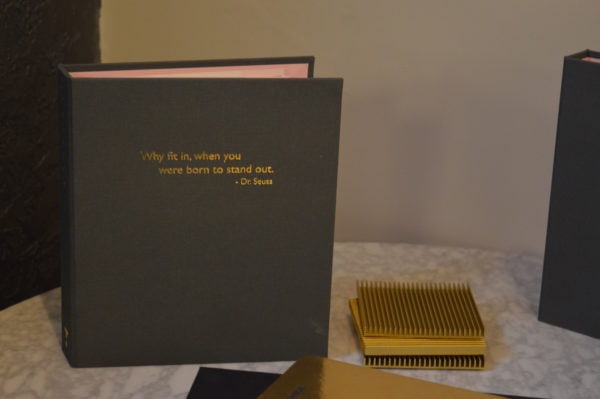 Why fit in, when you
were born to stand out.
- Dr. Seuss